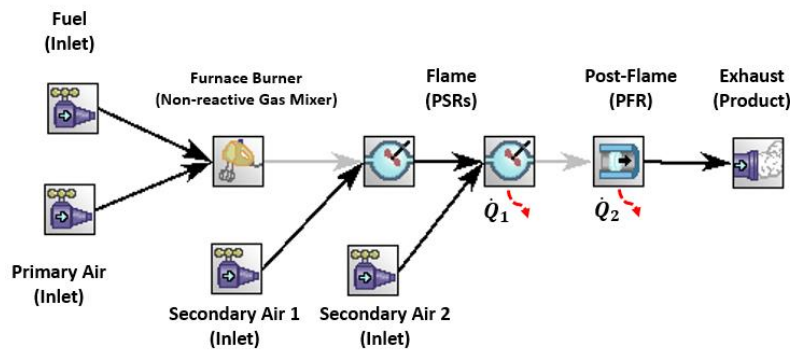 Fuel
(Inlet)
Furnace Burner
(Non-reactive Gas Mixer)
Flame
(PSRs)
Post-Flame
(PFR)
Exhaust
(Product)
Q̇₁
Q̇₂
Primary Air
(Inlet)
Secondary Air 1
(Inlet)
Secondary Air 2
(Inlet)